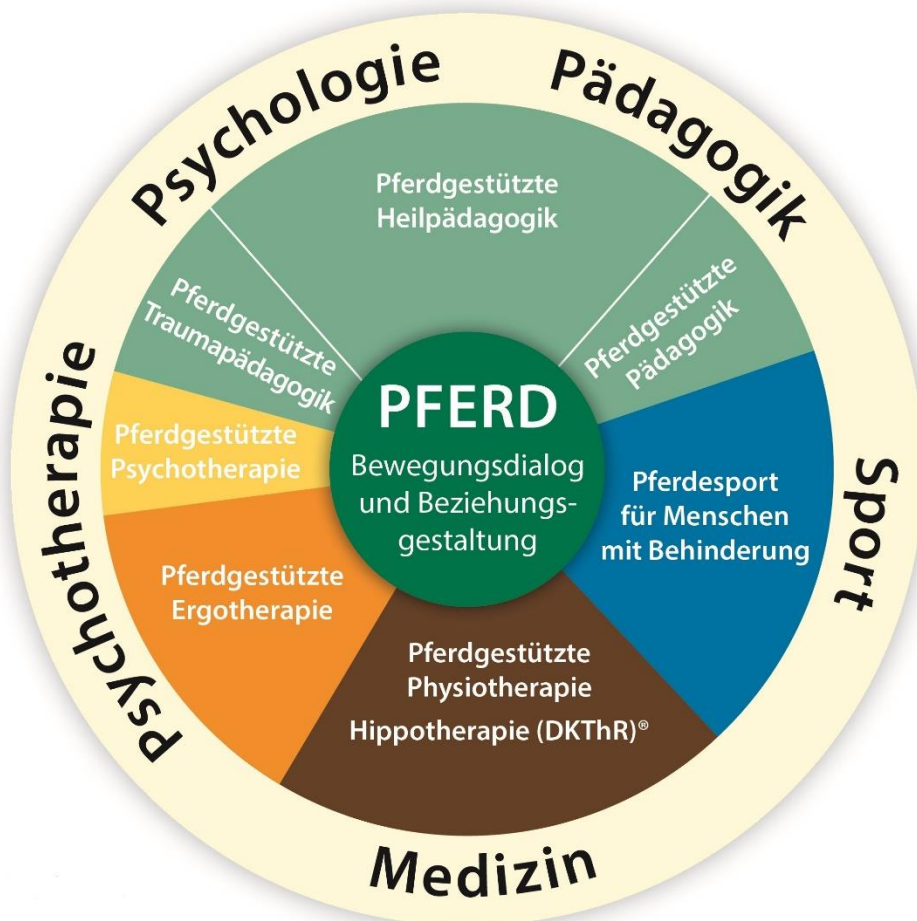 Psychologie
Pädagogik
Pferdgestützte
Heilpädagogik
Pferdgestützte
Traumapädagogik
Pferdgestützte
Pädagogik
Psychotherapie
Pferdgestützte
Psychotherapie
PFERD
Bewegungsdialog
und Beziehungs-
gestaltung
Pferdesport
für Menschen
mit Behinderung
Sport
Pferdgestützte
Ergotherapie
Pferdgestützte
Physiotherapie
Hippotherapie (DKThR)®
Medizin